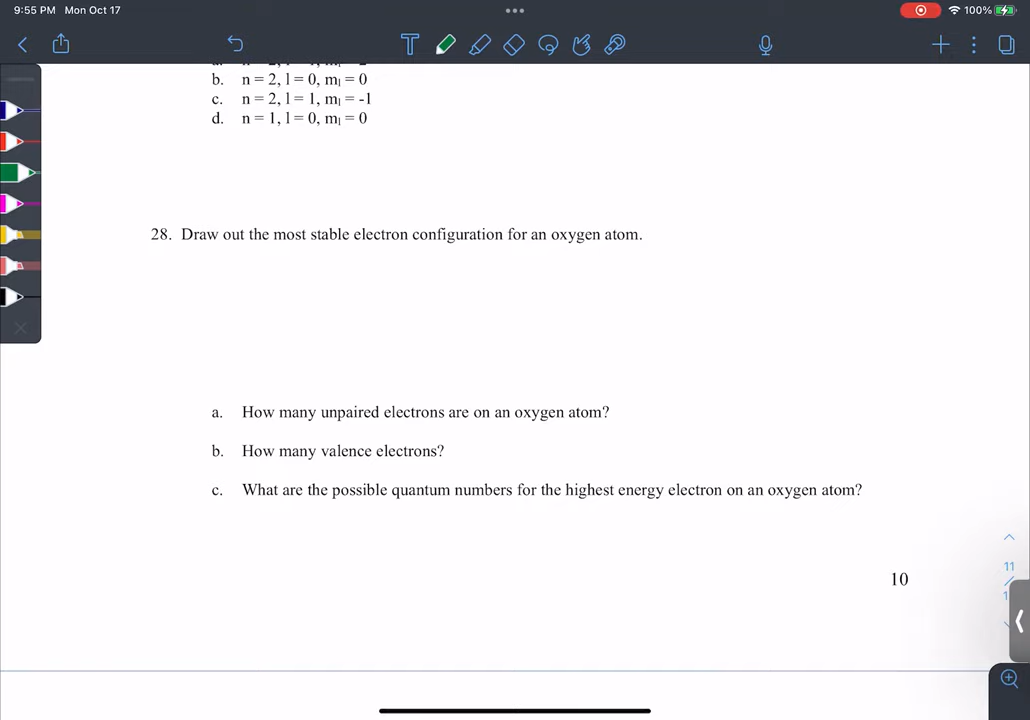 9:55 PM Mon Oct 17
100%
b. n = 2, l = 0, mₗ = 0
c. n = 2, l = 1, mₗ = -1
d. n = 1, l = 0, mₗ = 0
28. Draw out the most stable electron configuration for an oxygen atom.
a. How many unpaired electrons are on an oxygen atom?
b. How many valence electrons?
c. What are the possible quantum numbers for the highest energy electron on an oxygen atom?
11
10